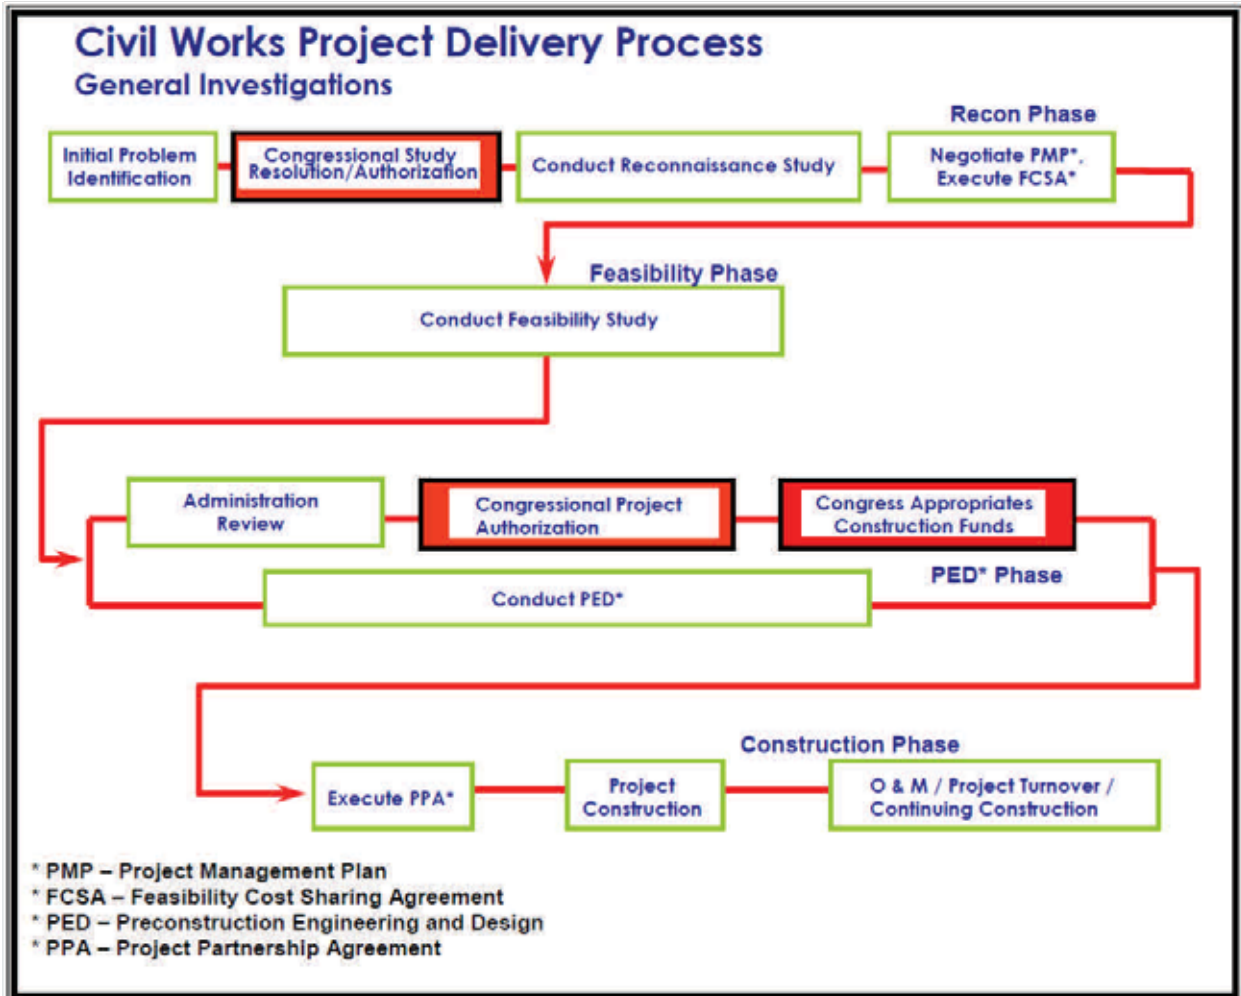 Civil Works Project Delivery Process
General Investigations
Recon Phase
Initial Problem
Identification
Congressional Study
Resolution/Authorization
Conduct Reconnaissance Study
Negotiate PMP*,
Execute FCSA*
Feasibility Phase
Conduct Feasibility Study
Administration
Review
Congressional Project
Authorization
Congress Appropriates
Construction Funds
PED* Phase
Conduct PED*
Construction Phase
Execute PPA*
Project
Construction
O & M / Project Turnover /
Continuing Construction
* PMP – Project Management Plan
* FCSA – Feasibility Cost Sharing Agreement
* PED – Preconstruction Engineering and Design
* PPA – Project Partnership Agreement